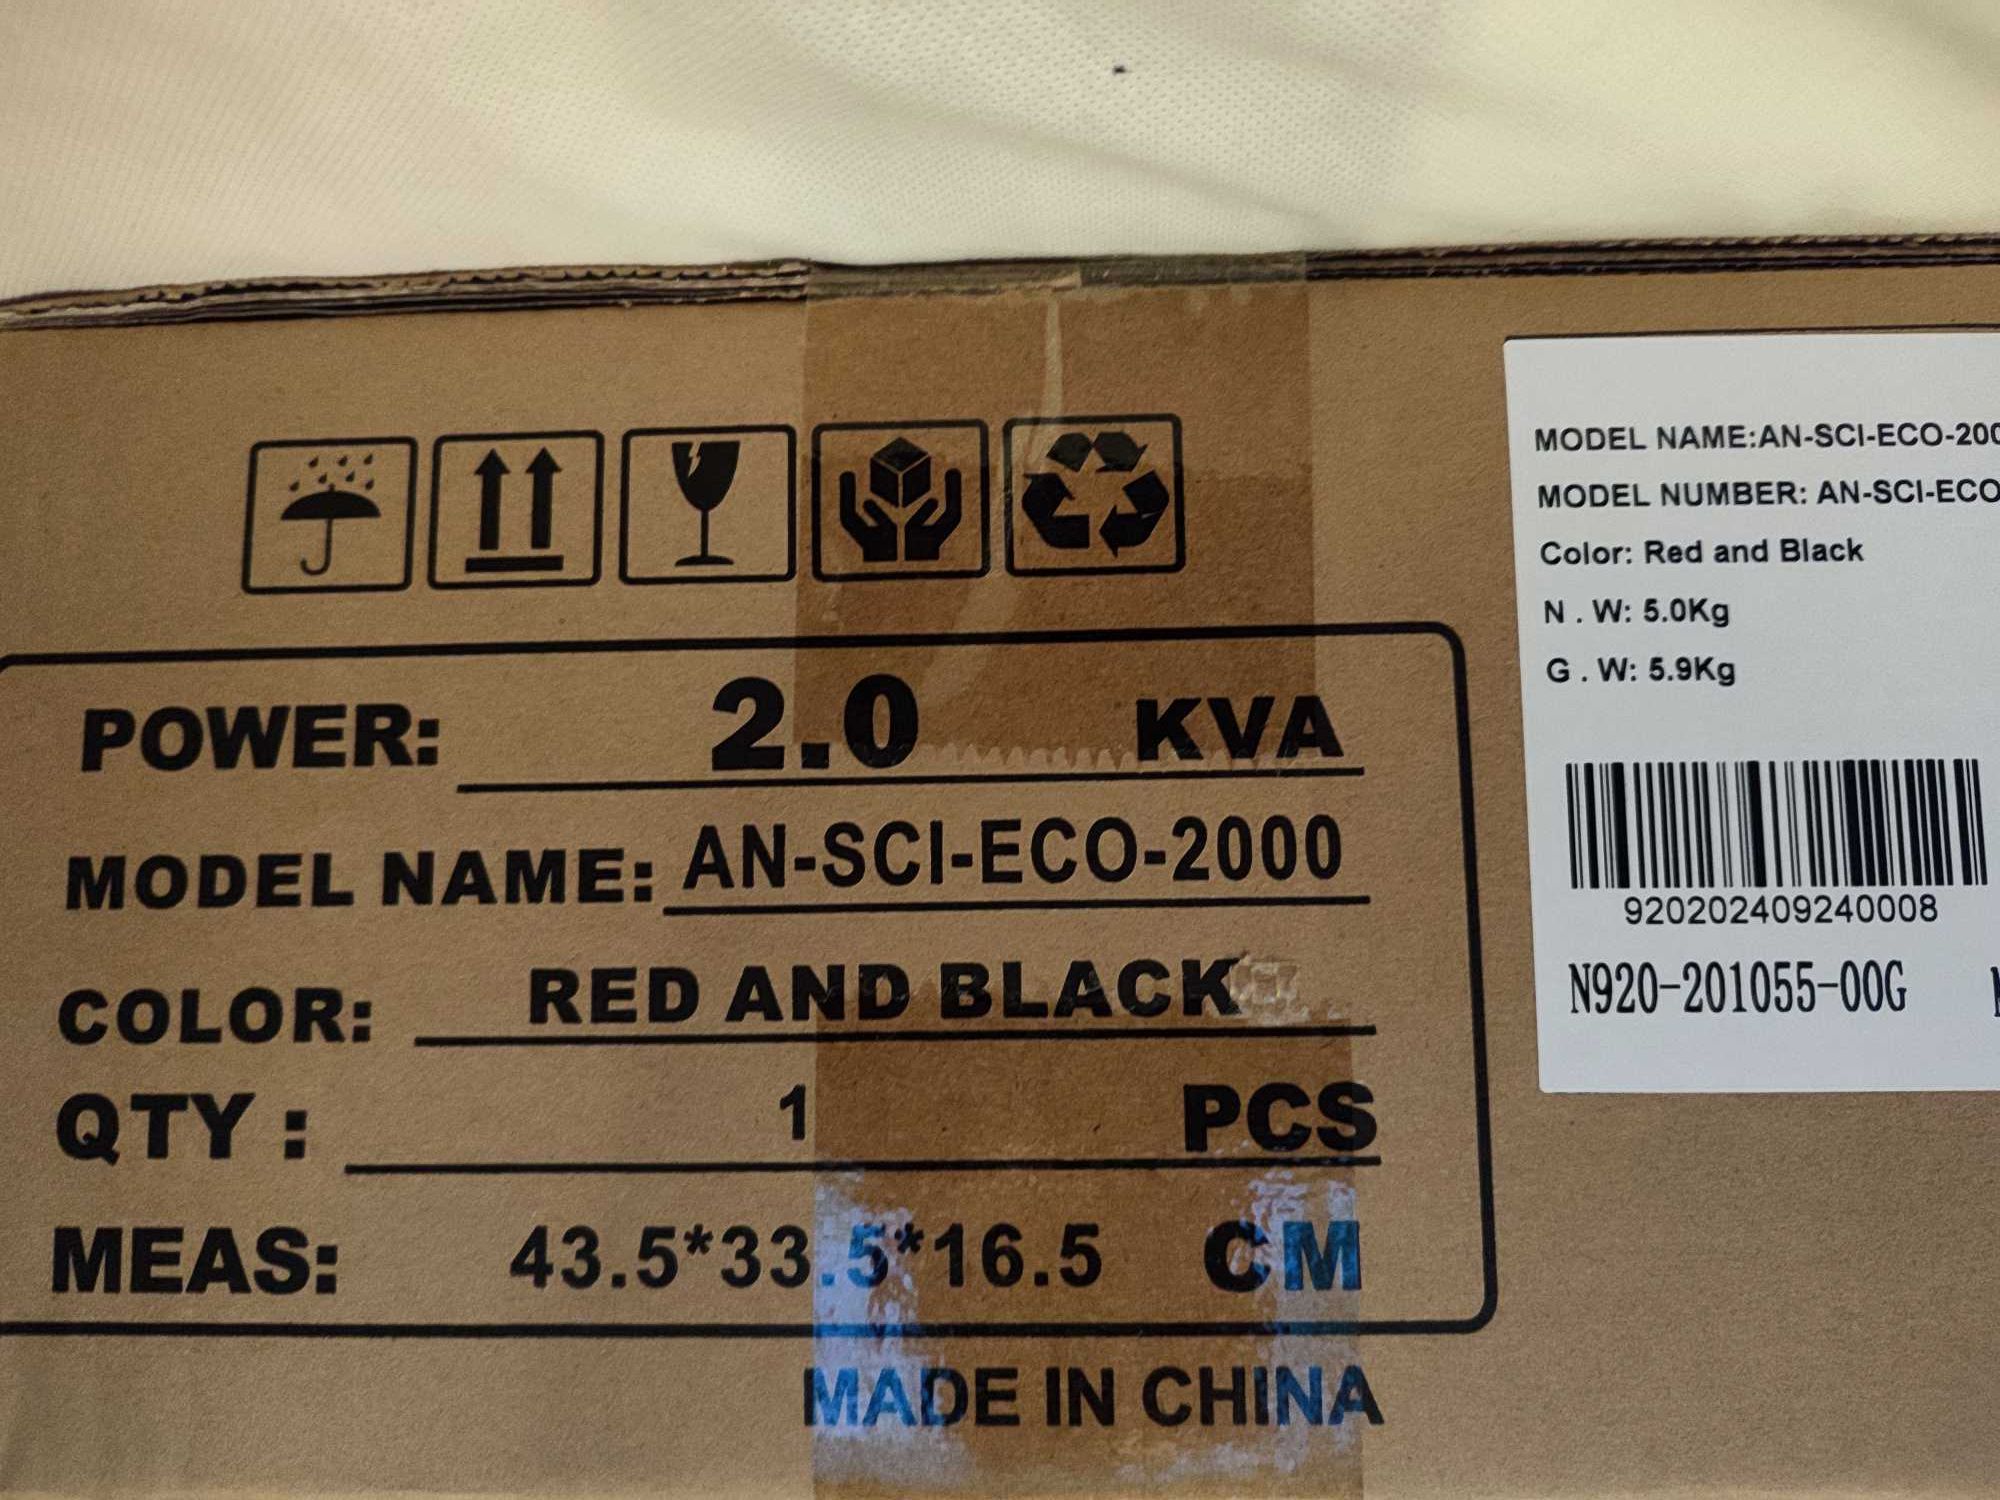 POWER: 2.0 KVA
MODEL NAME: AN-SCI-ECO-2000
COLOR: RED AND BLACK
QTY : 1 PCS
MEAS: 43.5*33.5*16.5 CM
MADE IN CHINA
MODEL NAME:AN-SCI-ECO-200
MODEL NUMBER: AN-SCI-ECO
Color: Red and Black
N . W: 5.0Kg
G . W: 5.9Kg
920202409240008
N920-201055-00G